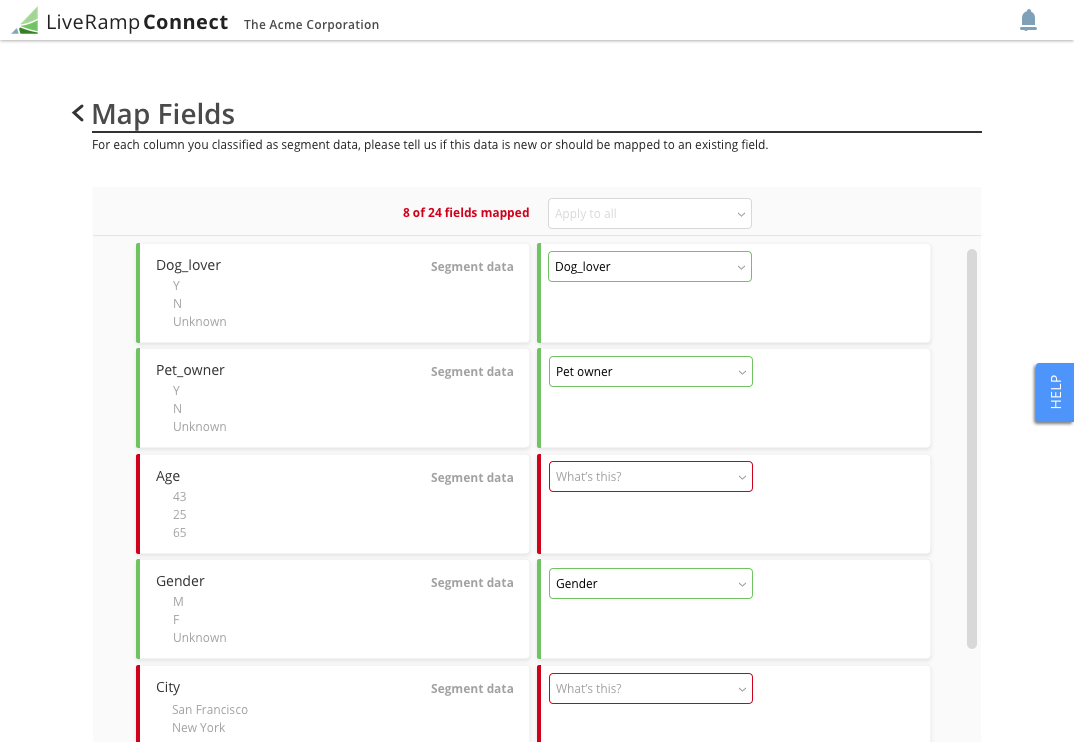 LiveRamp Connect The Acme Corporation
Map Fields
For each column you classified as segment data, please tell us if this data is new or should be mapped to an existing field.
8 of 24 fields mapped Apply to all
Dog_lover Segment data Dog_lover
Y
N
Unknown
Pet_owner Segment data Pet owner
Y
N
Unknown
HELP
Age Segment data What's this?
43
25
65
Gender Segment data Gender
M
F
Unknown
City Segment data What's this?
San Francisco
New York